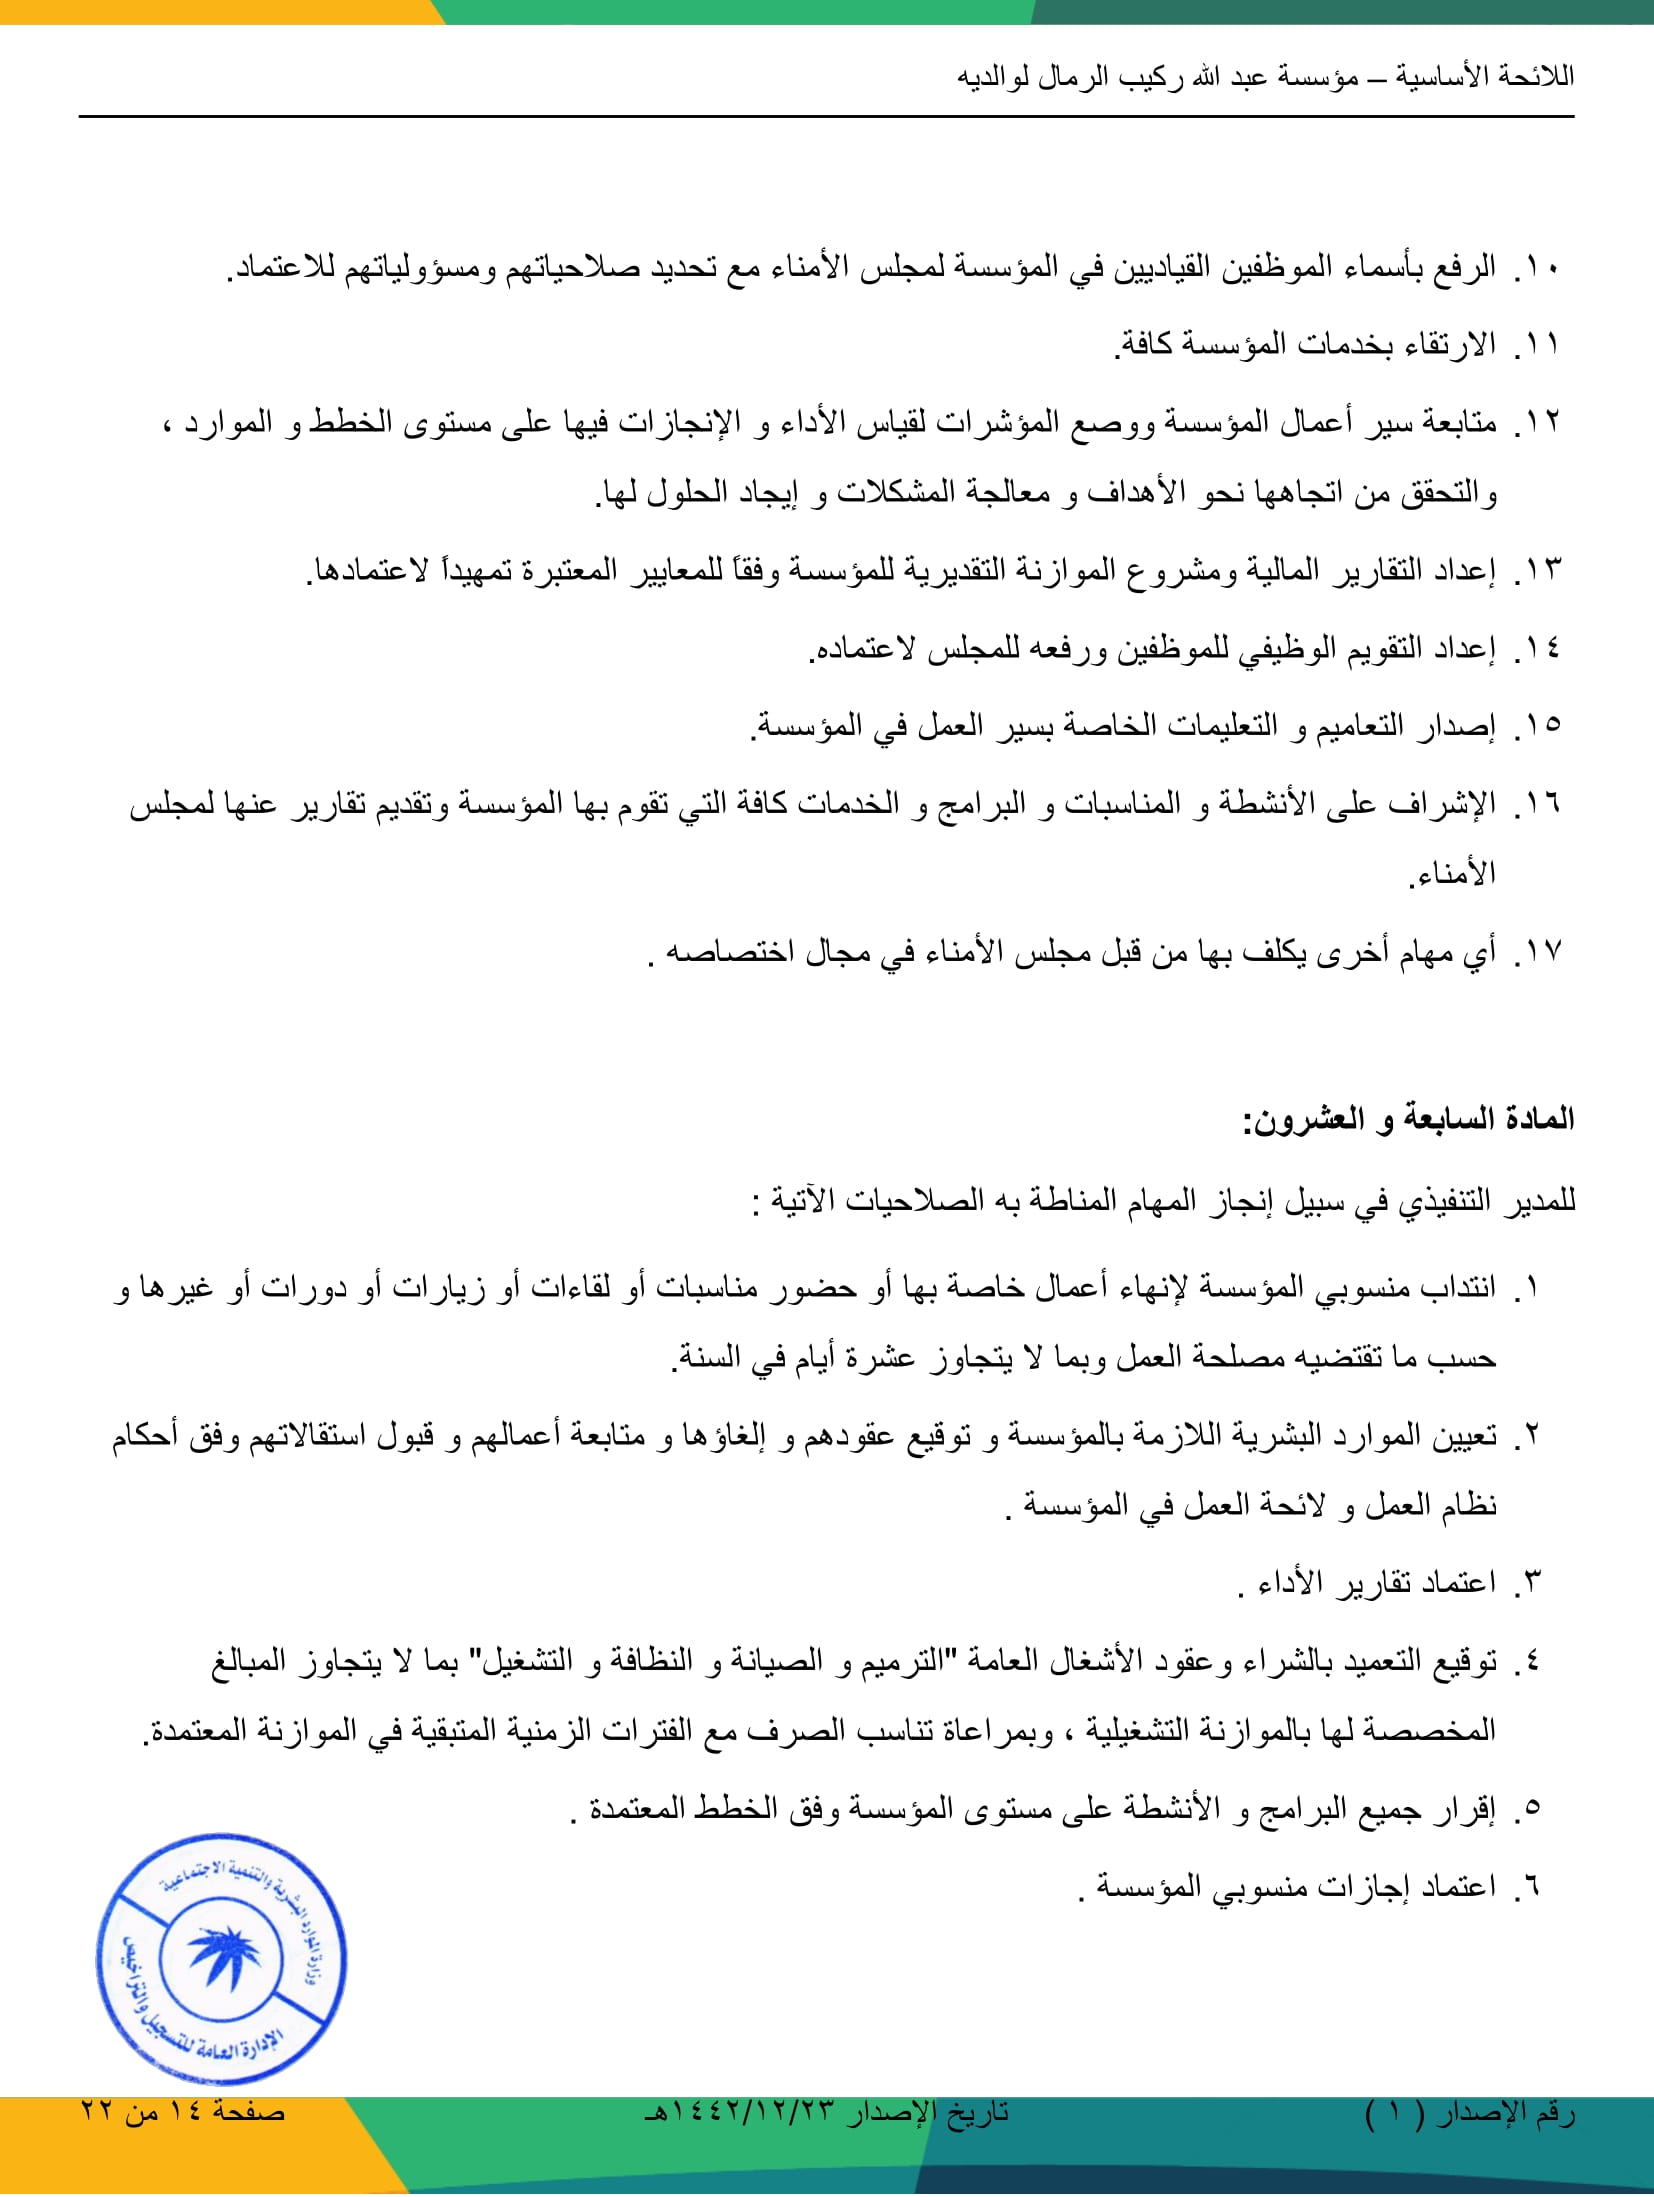 اللائحة الأساسية – مؤسسة عبد الله ركيب الرمال لوالديه
١٠. الرفع بأسماء الموظفين القياديين في المؤسسة لمجلس الأمناء مع تحديد صلاحياتهم ومسؤولياتهم للاعتماد.
١١. الارتقاء بخدمات المؤسسة كافة.
١٢. متابعة سير أعمال المؤسسة ووصع المؤشرات لقياس الأداء و الإنجازات فيها على مستوى الخطط و الموارد ،
والتحقق من اتجاهها نحو الأهداف و معالجة المشكلات و إيجاد الحلول لها.
١٣. إعداد التقارير المالية ومشروع الموازنة التقديرية للمؤسسة وفقاً للمعايير المعتبرة تمهيداً لاعتمادها.
١٤. إعداد التقويم الوظيفي للموظفين ورفعه للمجلس لاعتماده.
١٥. إصدار التعاميم و التعليمات الخاصة بسير العمل في المؤسسة.
١٦. الإشراف على الأنشطة و المناسبات و البرامج و الخدمات كافة التي تقوم بها المؤسسة وتقديم تقارير عنها لمجلس
الأمناء.
١٧. أي مهام أخرى يكلف بها من قبل مجلس الأمناء في مجال اختصاصه .
المادة السابعة و العشرون:
للمدير التنفيذي في سبيل إنجاز المهام المناطة به الصلاحيات الآتية :
١. انتداب منسوبي المؤسسة لإنهاء أعمال خاصة بها أو حضور مناسبات أو لقاءات أو زيارات أو دورات أو غيرها و
حسب ما تقتضيه مصلحة العمل وبما لا يتجاوز عشرة أيام في السنة.
٢. تعيين الموارد البشرية اللازمة بالمؤسسة و توقيع عقودهم و إلغاؤها و متابعة أعمالهم و قبول استقالاتهم وفق أحكام
نظام العمل و لائحة العمل في المؤسسة .
٣. اعتماد تقارير الأداء .
٤. توقيع التعميد بالشراء وعقود الأشغال العامة "الترميم و الصيانة و النظافة و التشغيل" بما لا يتجاوز المبالغ
المخصصة لها بالموازنة التشغيلية ، وبمراعاة تناسب الصرف مع الفترات الزمنية المتبقية في الموازنة المعتمدة.
٥. إقرار جميع البرامج و الأنشطة على مستوى المؤسسة وفق الخطط المعتمدة .
٦. اعتماد إجازات منسوبي المؤسسة .
وزارة الموارد البشرية والتنمية الاجتماعية
الإدارة العامة للتسجيل والتراخيص
رقم الإصدار ( ١ ) تاريخ الإصدار ١٤٤٢/١٢/٢٣هـ صفحة ١٤ من ٢٢